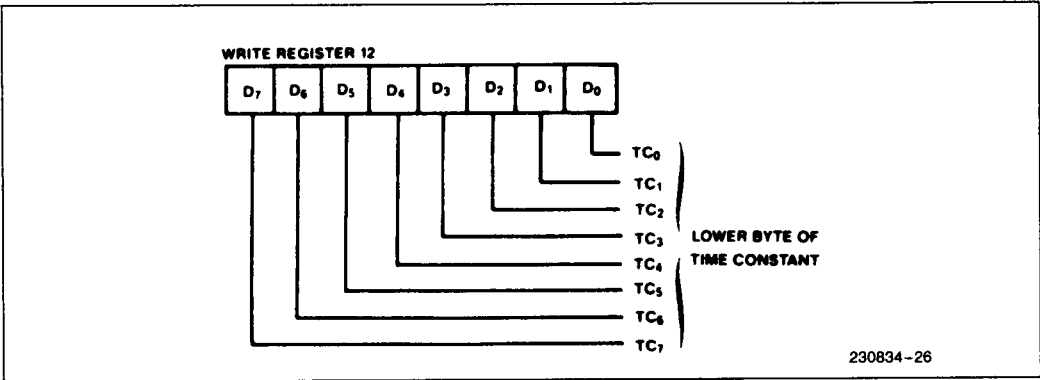 WRITE REGISTER 12
D₇ D₆ D₅ D₄ D₃ D₂ D₁ D₀
TC₀
TC₁
TC₂
TC₃
LOWER BYTE OF
TIME CONSTANT
TC₄
TC₅
TC₆
TC₇
230834-26